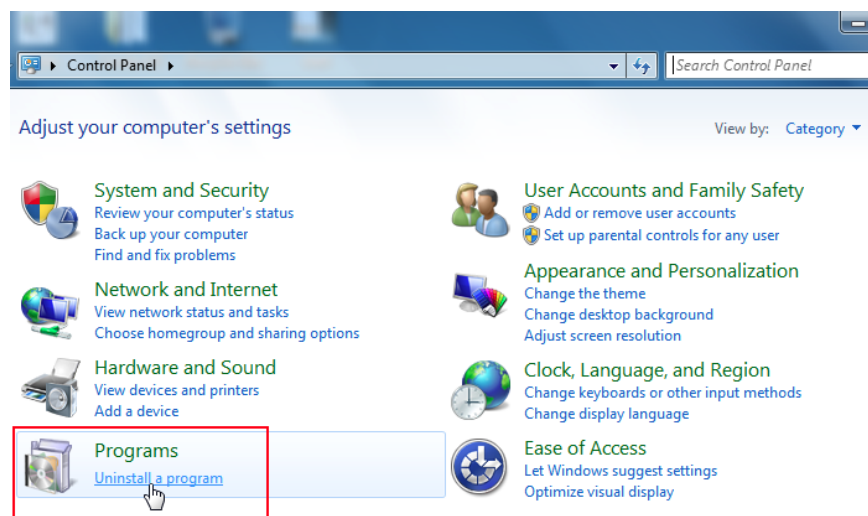 Control Panel
Search Control Panel
Adjust your computer's settings
View by: Category
System and Security
Review your computer's status
Back up your computer
Find and fix problems
Network and Internet
View network status and tasks
Choose homegroup and sharing options
Hardware and Sound
View devices and printers
Add a device
Programs
Uninstall a program
User Accounts and Family Safety
Add or remove user accounts
Set up parental controls for any user
Appearance and Personalization
Change the theme
Change desktop background
Adjust screen resolution
Clock, Language, and Region
Change keyboards or other input methods
Change display language
Ease of Access
Let Windows suggest settings
Optimize visual display